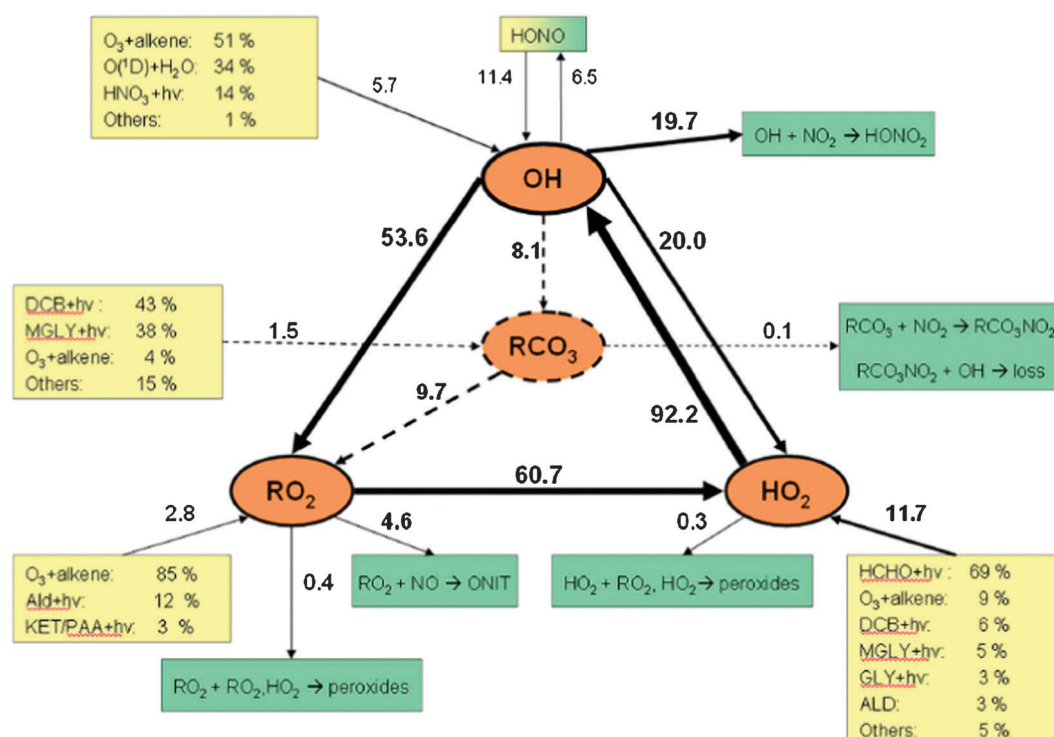 O₃+alkene: 51 %
O(¹D)+H₂O: 34 %
HNO₃+hv: 14 %
Others: 1 %
5.7
HONO
11.4
6.5
19.7
OH + NO₂ → HONO₂
OH
53.6
8.1
20.0
DCB+hv : 43 %
MGLY+hv: 38 %
O₃+alkene: 4 %
Others: 15 %
1.5
RCO₃
0.1
RCO₃ + NO₂ → RCO₃NO₂
RCO₃NO₂ + OH → loss
9.7
92.2
RO₂
60.7
HO₂
2.8
4.6
0.4
0.3
11.7
O₃+alkene: 85 %
Ald+hv: 12 %
KET/PAA+hv: 3 %
RO₂ + NO → ONIT
HO₂ + RO₂, HO₂ → peroxides
RO₂ + RO₂,HO₂ → peroxides
HCHO+hv : 69 %
O₃+alkene: 9 %
DCB+hv: 6 %
MGLY+hv: 5 %
GLY+hv: 3 %
ALD: 3 %
Others: 5 %